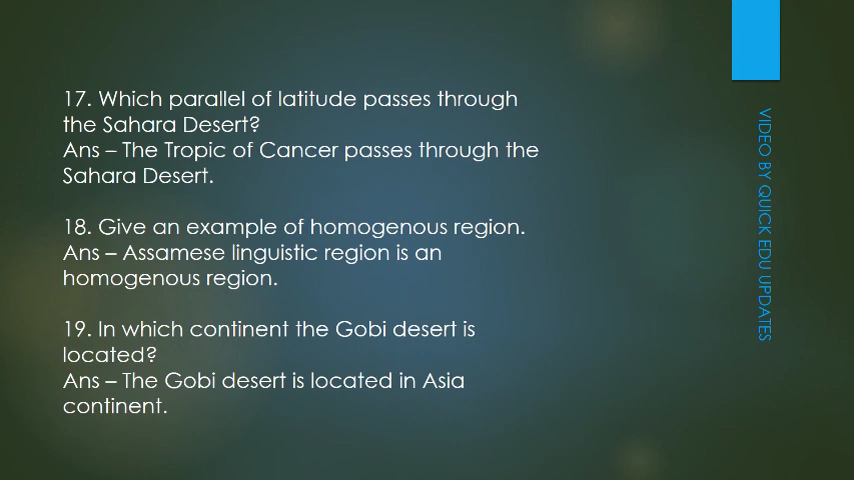 17. Which parallel of latitude passes through
the Sahara Desert?
Ans – The Tropic of Cancer passes through the
Sahara Desert.
18. Give an example of homogenous region.
Ans – Assamese linguistic region is an
homogenous region.
19. In which continent the Gobi desert is
located?
Ans – The Gobi desert is located in Asia
continent.
VIDEO BY QUICK EDU UPDATES